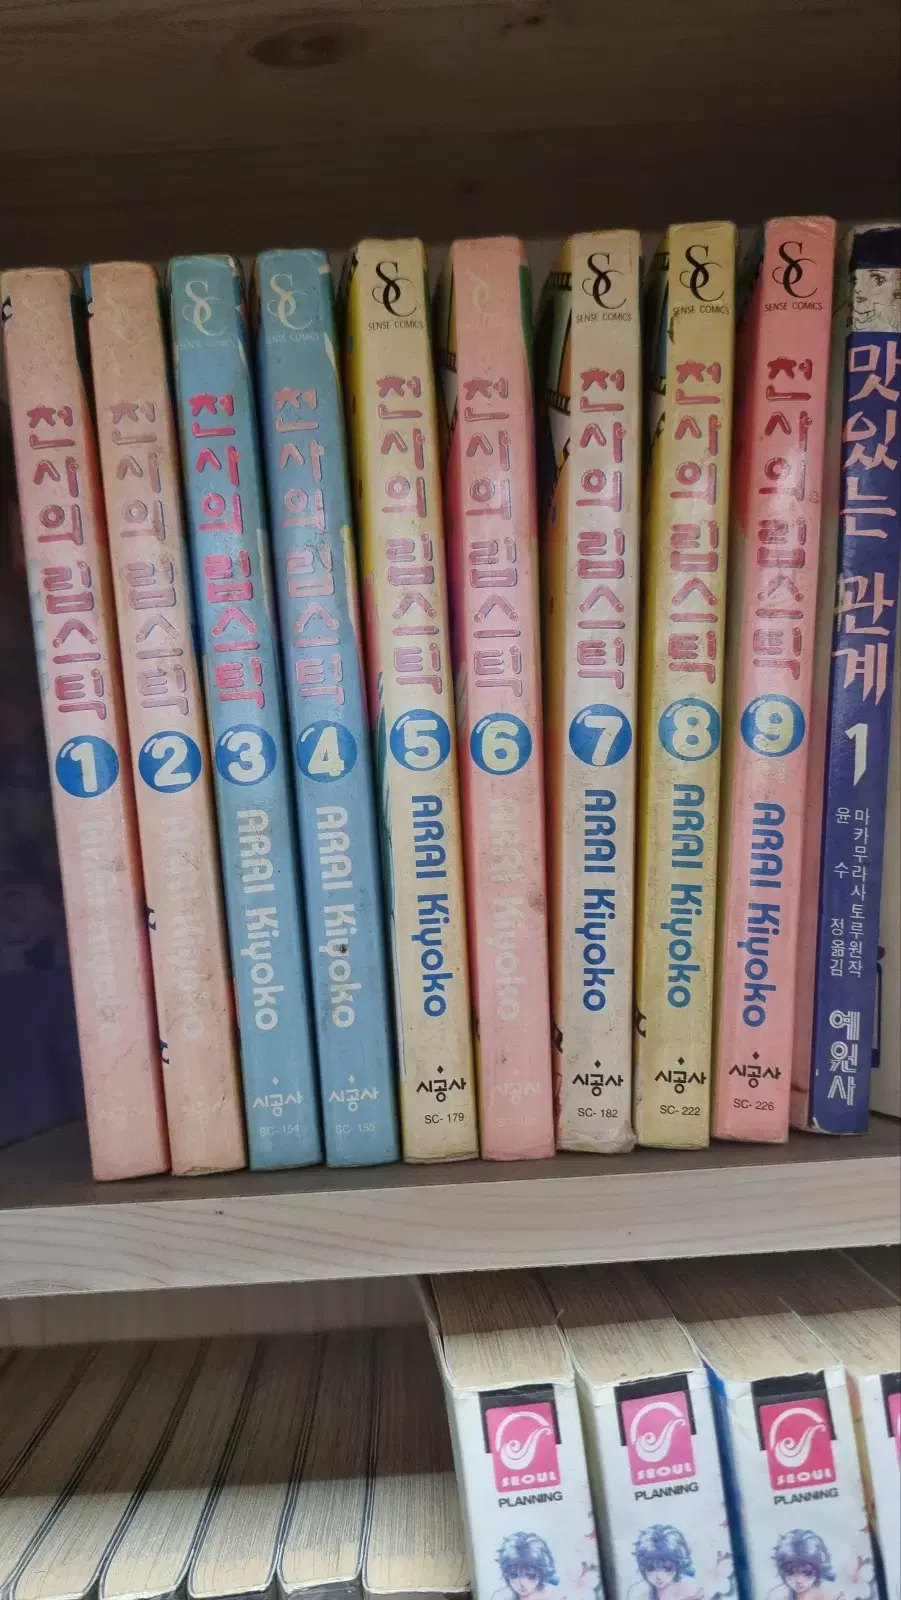 천사의 립스틱
1
천사의 립스틱
2
SC
SENSE COMICS
천사의 립스틱
3
ARAI Kiyoko
시공사
SC-154
SC
SENSE COMICS
천사의 립스틱
4
ARAI Kiyoko
시공사
SC-155
SC
SENSE COMICS
천사의 립스틱
5
ARAI Kiyoko
시공사
SC-179
천사의 립스틱
6
ARAI Kiyoko
시공사
SC
SENSE COMICS
천사의 립스틱
7
ARAI Kiyoko
시공사
SC-182
SC
SENSE COMICS
천사의 립스틱
8
ARAI Kiyoko
시공사
SC-222
SC
SENSE COMICS
천사의 립스틱
9
ARAI Kiyoko
시공사
SC-226
맛있는 관계
1
마카무라사토루원작
윤수정옮김
예원사
SEOUL
PLANNING
SEOUL
PLANNING
SEOUL
PLANNING